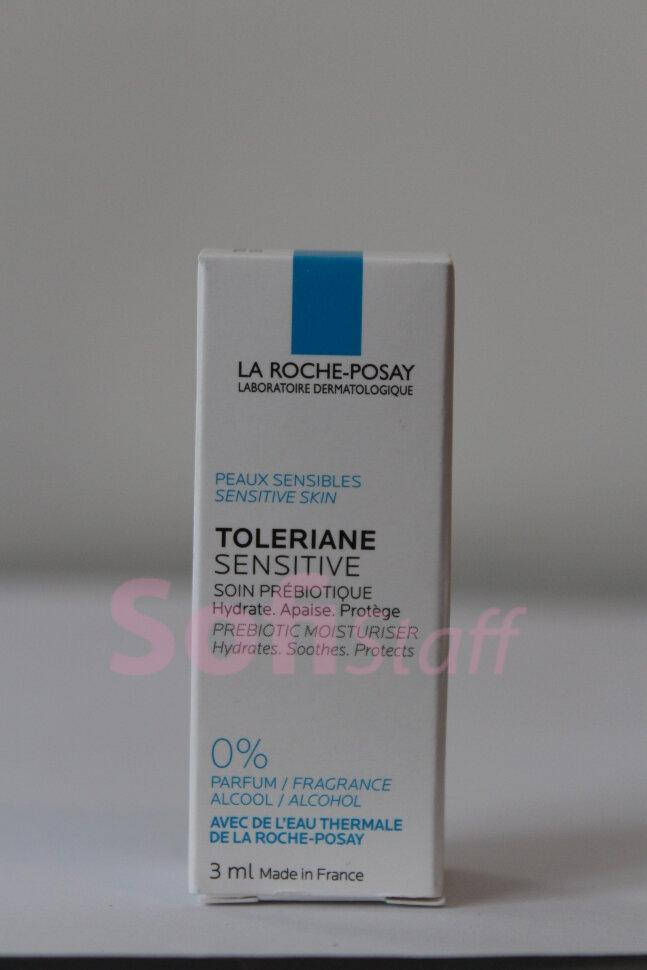 LA ROCHE-POSAY
LABORATOIRE DERMATOLOGIQUE
PEAUX SENSIBLES
SENSITIVE SKIN
TOLERIANE
SENSITIVE
SOIN PRÉBIOTIQUE
Hydrate. Apaise. Protège
PREBIOTIC MOISTURISER
Hydrates. Soothes. Protects
Sofistaff
0%
PARFUM / FRAGRANCE
ALCOOL / ALCOHOL
AVEC DE L'EAU THERMALE
DE LA ROCHE-POSAY
3 ml Made in France